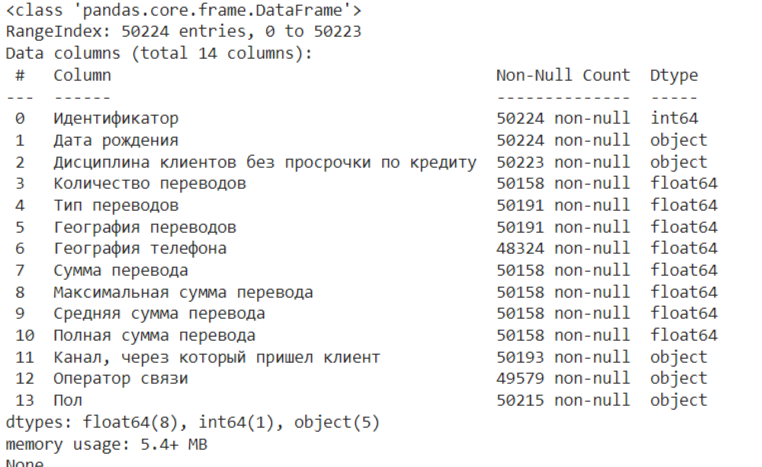 <class 'pandas.core.frame.DataFrame'>
RangeIndex: 50224 entries, 0 to 50223
Data columns (total 14 columns):
 #   Column                                     Non-Null Count  Dtype
---  ------                                     --------------  -----
 0   Идентификатор                              50224 non-null  int64
 1   Дата рождения                              50224 non-null  object
 2   Дисциплина клиентов без просрочки по кредиту  50223 non-null  object
 3   Количество переводов                       50158 non-null  float64
 4   Тип переводов                              50191 non-null  float64
 5   География переводов                        50191 non-null  float64
 6   География телефона                         48324 non-null  float64
 7   Сумма перевода                             50158 non-null  float64
 8   Максимальная сумма перевода                50158 non-null  float64
 9   Средняя сумма перевода                     50158 non-null  float64
 10  Полная сумма перевода                      50158 non-null  float64
 11  Канал, через который пришел клиент         50193 non-null  object
 12  Оператор связи                             49579 non-null  object
 13  Пол                                        50215 non-null  object
dtypes: float64(8), int64(1), object(5)
memory usage: 5.4+ MB
None